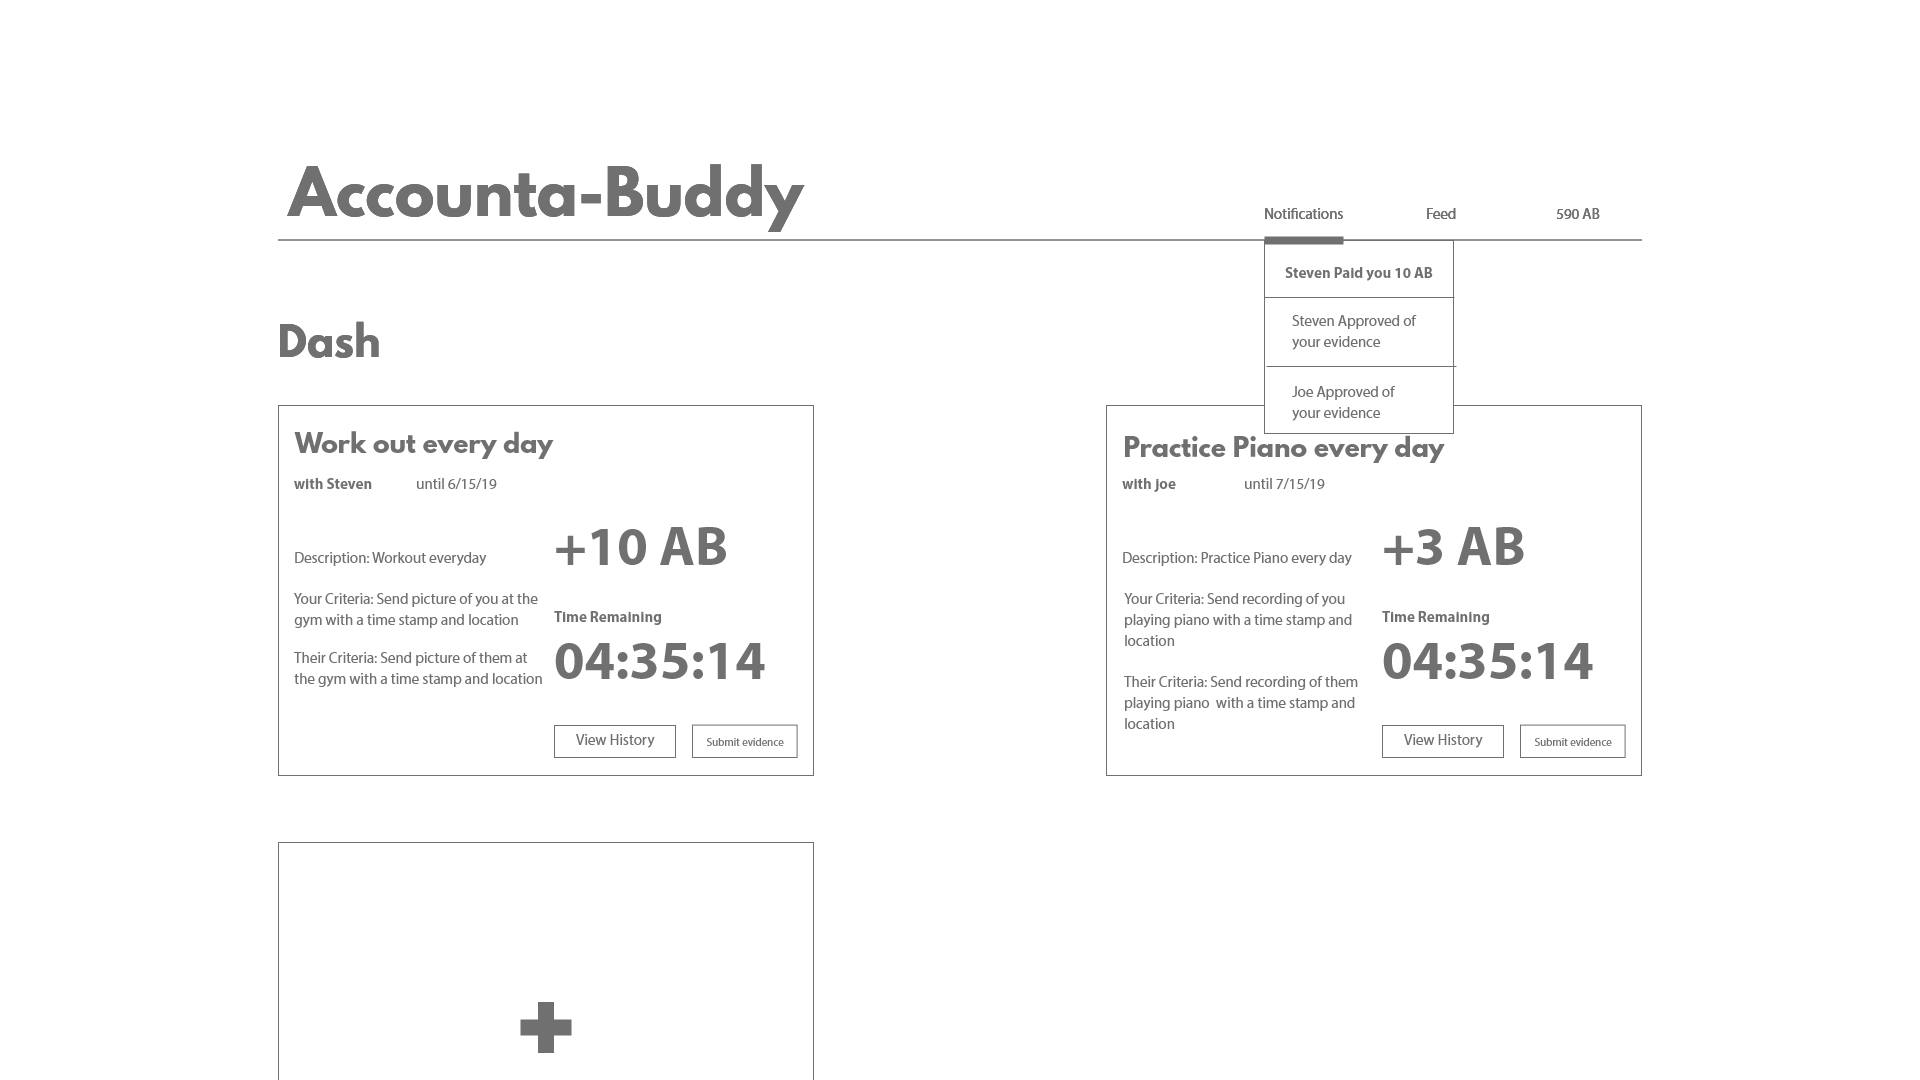 Accounta-Buddy
Notifications
Feed
590 AB
Steven Paid you 10 AB
Steven Approved of
your evidence
Joe Approved of
your evidence
Dash
Work out every day
with Steven
until 6/15/19
Description: Workout everyday
Your Criteria: Send picture of you at the
gym with a time stamp and location
Their Criteria: Send picture of them at
the gym with a time stamp and location
+10 AB
Time Remaining
04:35:14
View History
Submit evidence
Practice Piano every day
with joe
until 7/15/19
Description: Practice Piano every day
Your Criteria: Send recording of you
playing piano with a time stamp and
location
Their Criteria: Send recording of them
playing piano  with a time stamp and
location
+3 AB
Time Remaining
04:35:14
View History
Submit evidence